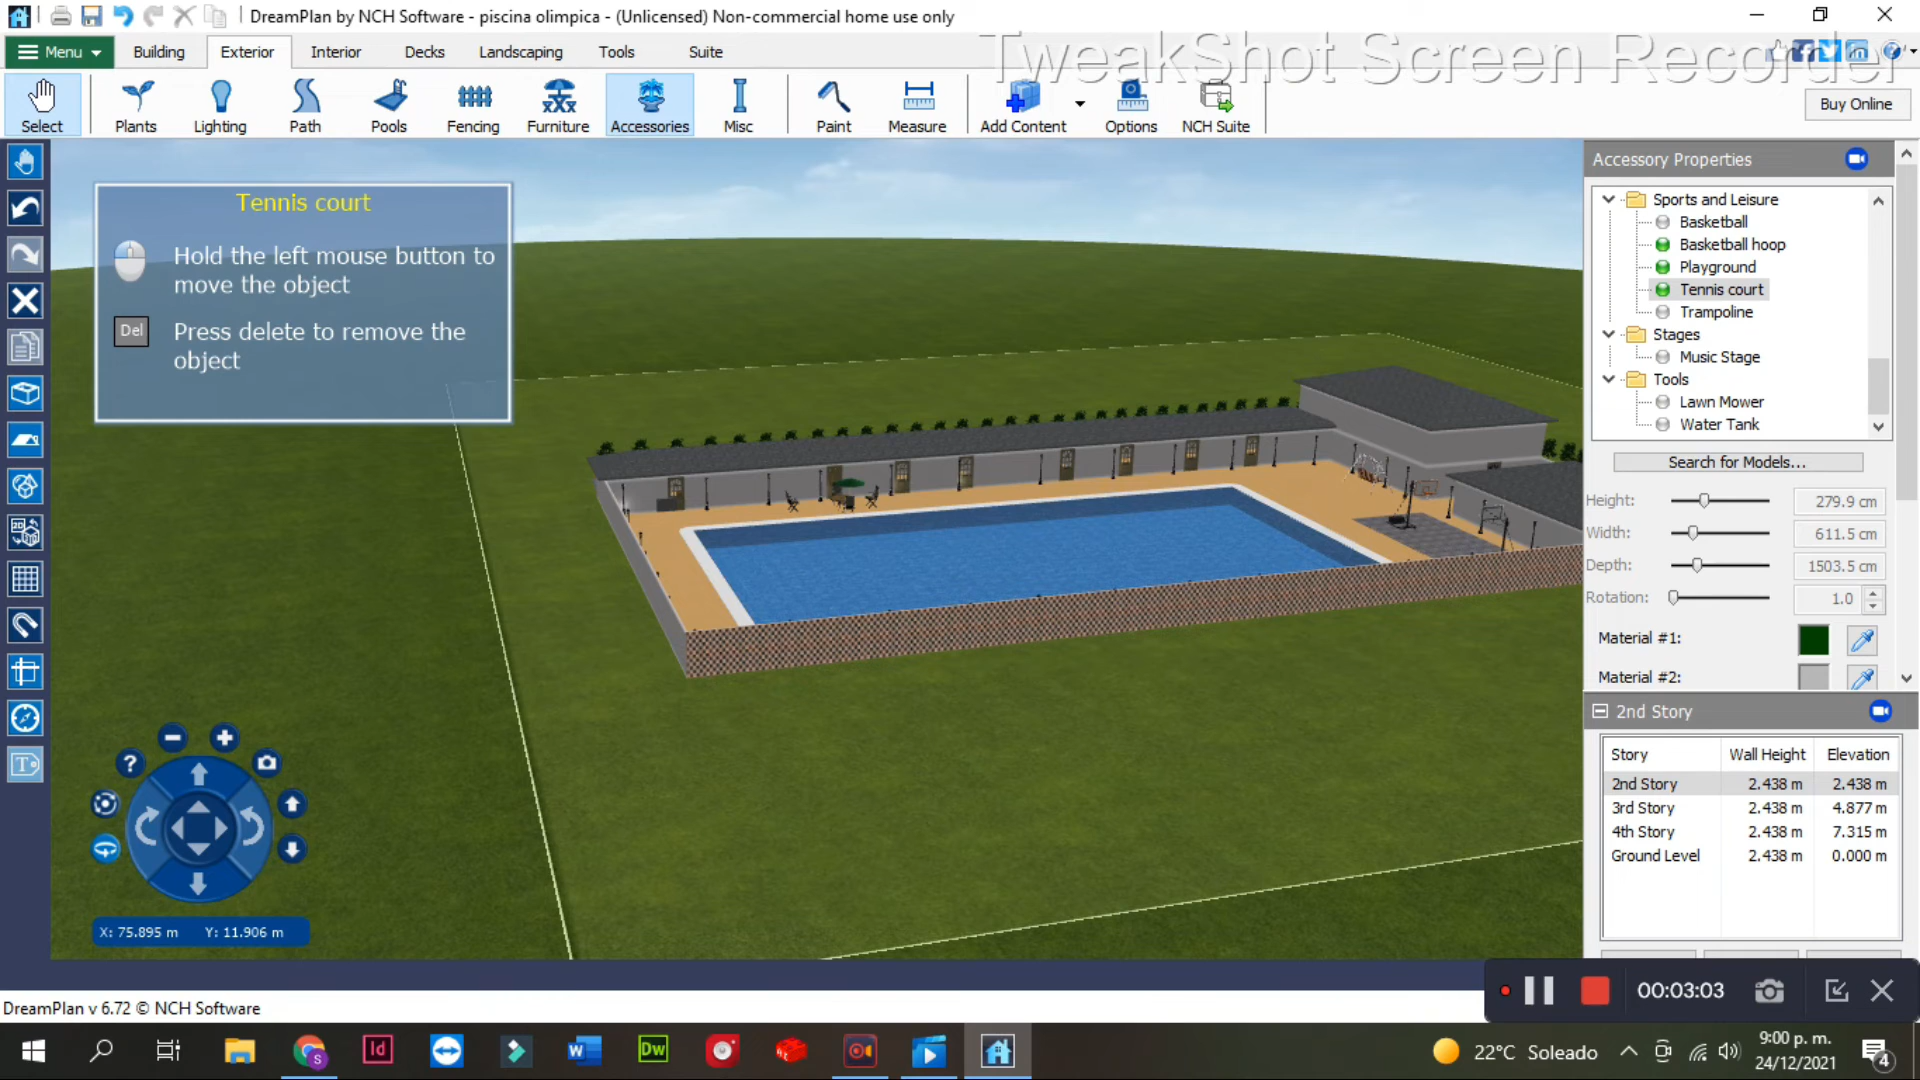 DreamPlan by NCH Software - piscina olimpica - (Unlicensed) Non-commercial home use only
Menu
Building
Exterior
Interior
Decks
Landscaping
Tools
Suite
TweakShot Screen Recorder
Select
Plants
Lighting
Path
Pools
Fencing
Furniture
Accessories
Misc
Paint
Measure
Add Content
Options
NCH Suite
Buy Online
Tennis court
Hold the left mouse button to
move the object
Del
Press delete to remove the
object
Accessory Properties
Sports and Leisure
Basketball
Basketball hoop
Playground
Tennis court
Trampoline
Stages
Music Stage
Tools
Lawn Mower
Water Tank
Search for Models...
Height: 279.9 cm
Width: 611.5 cm
Depth: 1503.5 cm
Rotation: 1.0
Material #1:
Material #2:
2nd Story
Story Wall Height Elevation
2nd Story 2.438 m 2.438 m
3rd Story 2.438 m 4.877 m
4th Story 2.438 m 7.315 m
Ground Level 2.438 m 0.000 m
X: 75.895 m Y: 11.906 m
00:03:03
DreamPlan v 6.72 © NCH Software
S
Id
W
Dw
22°C Soleado
9:00 p. m.
24/12/2021
4